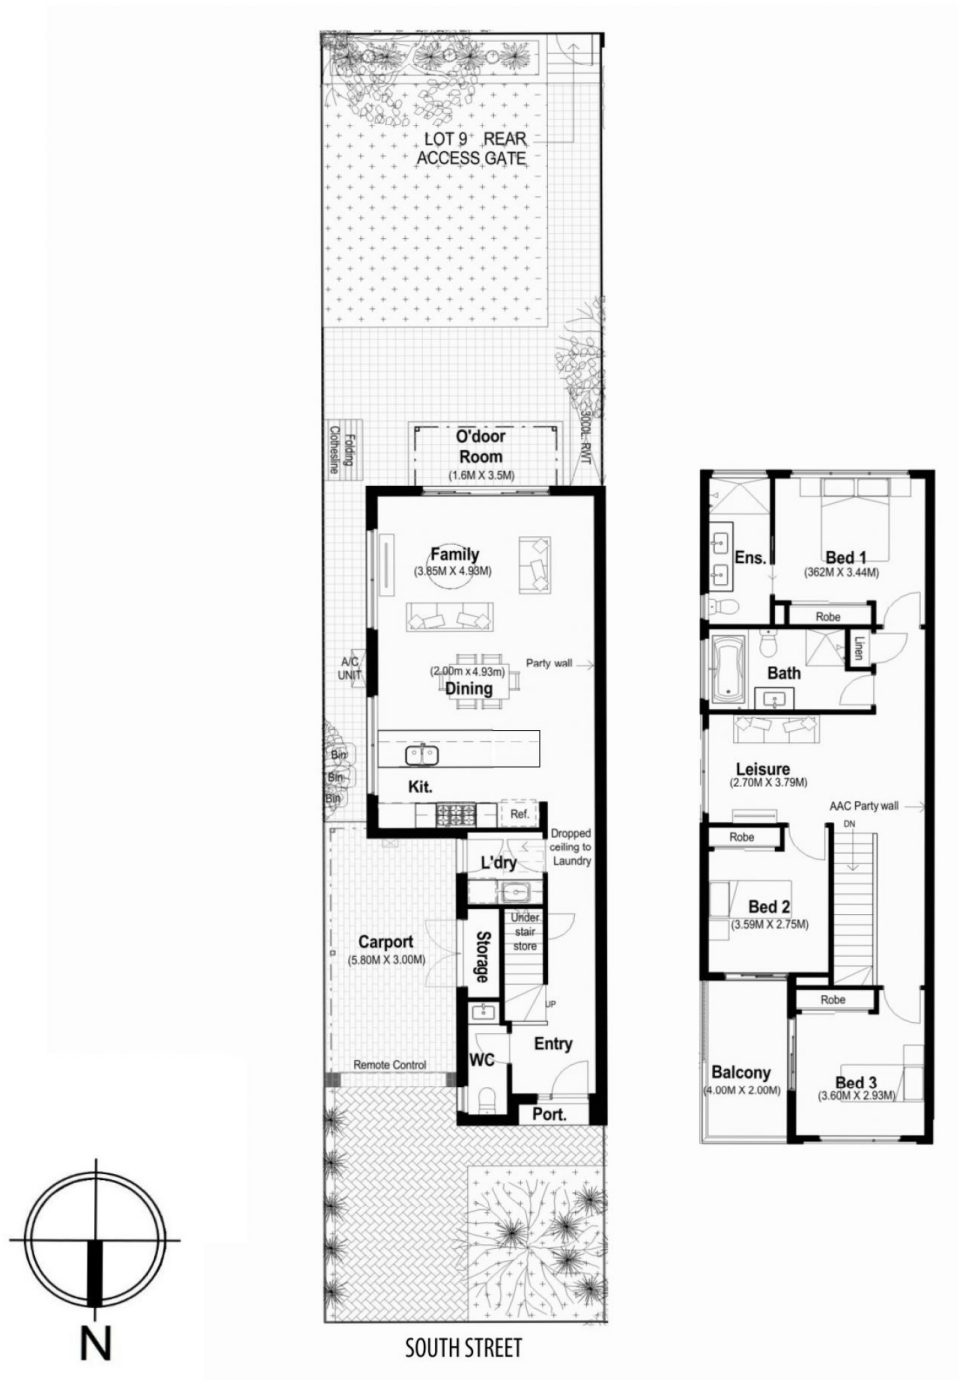 LOT 9 REAR
ACCESS GATE
3000L RWT
Folding
Clothesline
O'door
Room
(1.6M X 3.5M)
Family
(3.85M X 4.93M)
A/C
UNIT
Party wall
(2.00m x 4.93m)
Dining
Bin
Bin
Bin
Kit.
Ref.
Dropped
ceiling to
Laundry
L'dry
Under
stair
store
Storage
Carport
(5.80M X 3.00M)
UP
Entry
WC
Remote Control
Port.
SOUTH STREET
N
Ens.
Bed 1
(362M X 3.44M)
Robe
Linen
Bath
Leisure
(2.70M X 3.79M)
AAC Party wall
DN
Robe
Bed 2
(3.59M X 2.75M)
Robe
Balcony
(4.00M X 2.00M)
Bed 3
(3.60M X 2.93M)